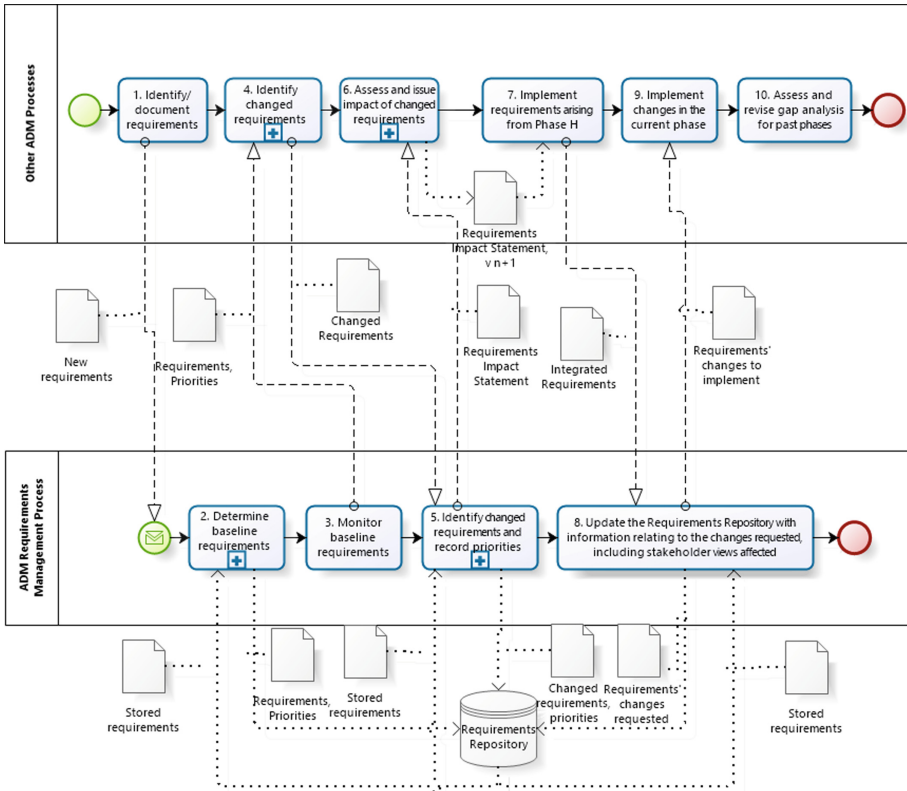 Other ADM Processes
1. Identify/
document
requirements
4. Identify
changed
requirements
6. Assess and issue
impact of changed
requirements
7. Implement
requirements arising
from Phase H
9. Implement
changes in the
current phase
10. Assess and
revise gap analysis
for past phases
Requirements
Impact Statement,
v n+1
New
requirements
Requirements,
Priorities
Changed
Requirements
Requirements
Impact
Statement
Integrated
Requirements
Requirements'
changes to
implement
ADM Requirements
Management Process
2. Determine
baseline
requirements
3. Monitor
baseline
requirements
5. Identify changed
requirements and
record priorities
8. Update the Requirements Repository with
information relating to the changes requested,
including stakeholder views affected
Stored
requirements
Requirements,
Priorities
Stored
requirements
Changed
requirements,
priorities
Requirements'
changes
requested
Stored
requirements
Requirements
Repository